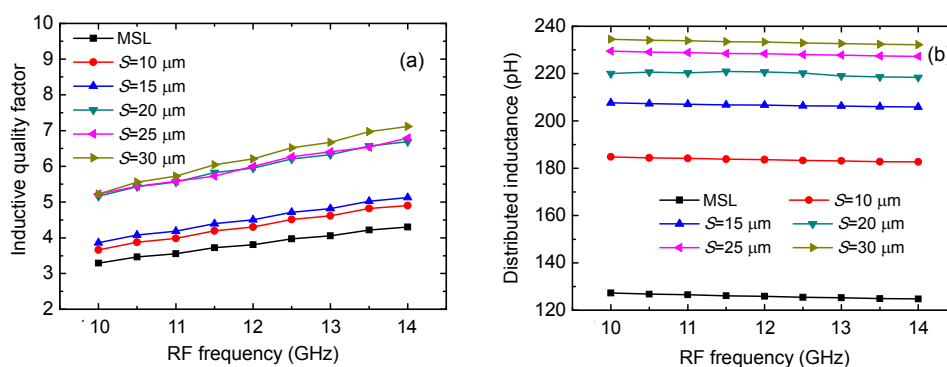 Inductive quality factor
10
9
8
7
6
5
4
3
2
MSL
S=10 μm
S=15 μm
S=20 μm
S=25 μm
S=30 μm
(a)
10 11 12 13 14
RF frequency (GHz)
Distributed inductance (pH)
240
220
200
180
160
140
120
(b)
MSL S=10 μm
S=15 μm S=20 μm
S=25 μm S=30 μm
10 11 12 13 14
RF frequency (GHz)